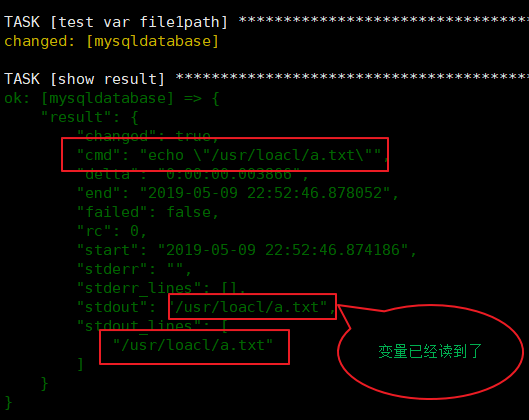 TASK [test var file1path] ************************************
changed: [mysqldatabase]
TASK [show result] *******************************************
ok: [mysqldatabase] => {
"result": {
"changed": true,
"cmd": "echo \"/usr/loacl/a.txt\"",
"delta": "0:00:00.003866",
"end": "2019-05-09 22:52:46.878052",
"failed": false,
"rc": 0,
"start": "2019-05-09 22:52:46.874186",
"stderr": "",
"stderr_lines": [],
"stdout": "/usr/loacl/a.txt",
"stdout_lines": [
"/usr/loacl/a.txt"
]
}
}
变量已经读到了